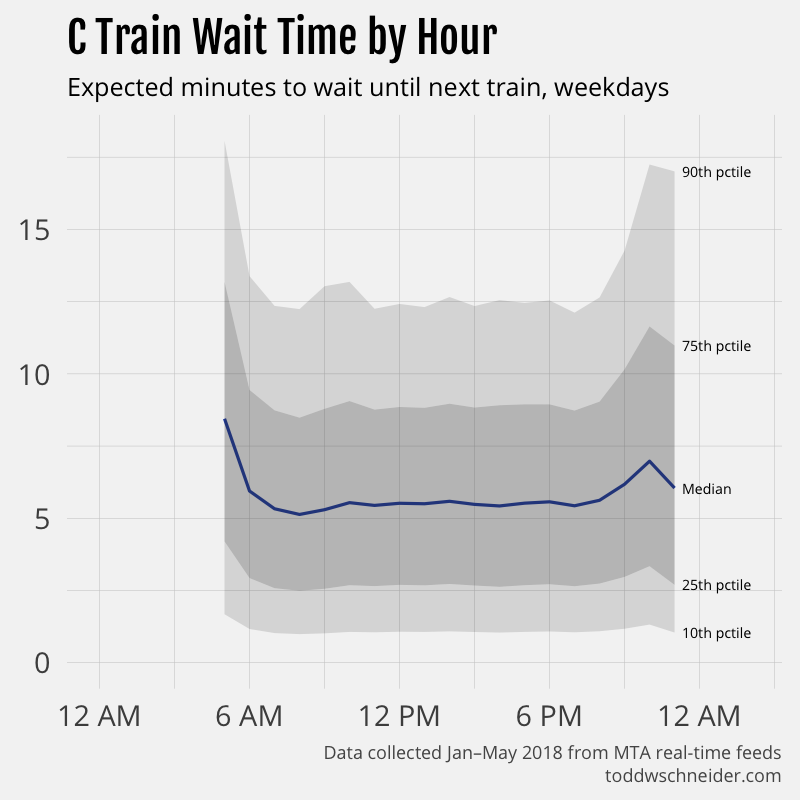 C Train Wait Time by Hour
Expected minutes to wait until next train, weekdays
90th pctile
15
75th pctile
10
Median
5
25th pctile
10th pctile
0
12 AM 6 AM 12 PM 6 PM 12 AM
Data collected Jan–May 2018 from MTA real-time feeds
toddwschneider.com